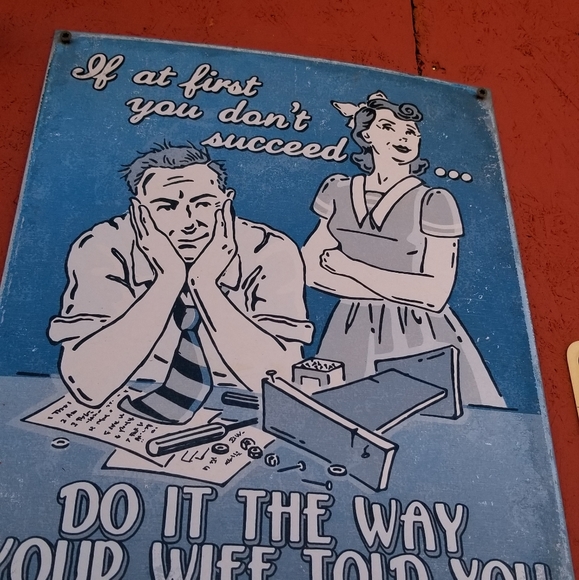 If at first
you don't
succeed...
DO IT THE WAY
YOUR WIFE TOLD YOU